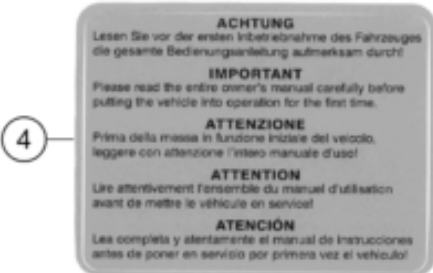 ACHTUNG
Lesen Sie vor der ersten Inbetriebnahme des Fahrzeuges
die gesamte Bedienungsanleitung aufmerksam durch!
IMPORTANT
Please read the entire owner's manual carefully before
putting the vehicle into operation for the first time.
ATTENZIONE
Prima della messa in funzione iniziale del veicolo,
leggere con attenzione l'intero manuale d'uso!
ATTENTION
Lire attentivement l'ensemble du manuel d'utilisation
avant de mettre le véhicule en service!
ATENCIÓN
Lea completa y atentamente el manual de instrucciones
antes de poner en servicio por primera vez el vehiculo!
4